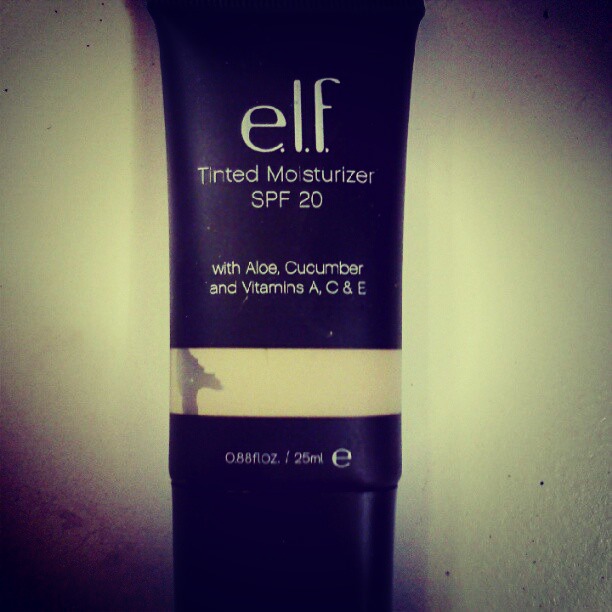 e.l.f.
Tinted Moisturizer
SPF 20
with Aloe, Cucumber
and Vitamins A, C & E
0.88fl.oz. / 25ml e